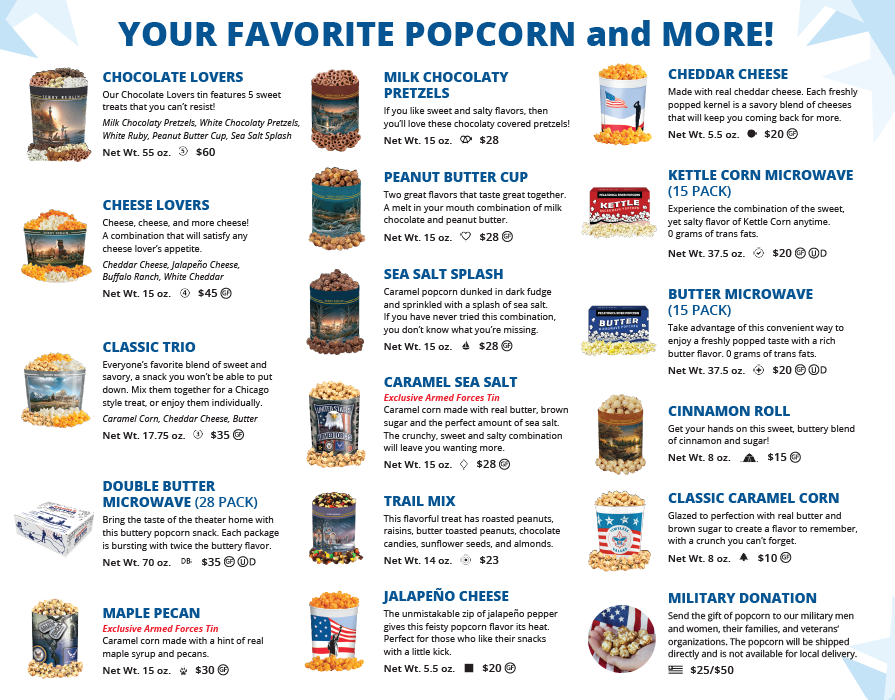 YOUR FAVORITE POPCORN and MORE!
CHOCOLATE LOVERS
Our Chocolate Lovers tin features 5 sweet
treats that you can't resist!
Milk Chocolaty Pretzels, White Chocolaty Pretzels,
White Ruby, Peanut Butter Cup, Sea Salt Splash
Net Wt. 55 oz. 5 $60
CHEESE LOVERS
Cheese, cheese, and more cheese!
A combination that will satisfy any
cheese lover's appetite.
Cheddar Cheese, Jalapeño Cheese,
Buffalo Ranch, White Cheddar
Net Wt. 15 oz. 4 $45 GF
CLASSIC TRIO
Everyone's favorite blend of sweet and
savory, a snack you won't be able to put
down. Mix them together for a Chicago
style treat, or enjoy them individually.
Caramel Corn, Cheddar Cheese, Butter
Net Wt. 17.75 oz. 3 $35 GF
DOUBLE BUTTER
MICROWAVE (28 PACK)
Bring the taste of the theater home with
this buttery popcorn snack. Each package
is bursting with twice the buttery flavor.
Net Wt. 70 oz. DB $35 GF UD
MAPLE PECAN
Exclusive Armed Forces Tin
Caramel corn made with a hint of real
maple syrup and pecans.
Net Wt. 15 oz. $30 GF
MILK CHOCOLATY
PRETZELS
If you like sweet and salty flavors, then
you'll love these chocolaty covered pretzels!
Net Wt. 15 oz. $28
PEANUT BUTTER CUP
Two great flavors that taste great together.
A melt in your mouth combination of milk
chocolate and peanut butter.
Net Wt. 15 oz. $28 GF
SEA SALT SPLASH
Caramel popcorn dunked in dark fudge
and sprinkled with a splash of sea salt.
If you have never tried this combination,
you don't know what you're missing.
Net Wt. 15 oz. $28 GF
UNITED STATES
CARAMEL SEA SALT
Exclusive Armed Forces Tin
Caramel corn made with real butter, brown
sugar and the perfect amount of sea salt.
The crunchy, sweet and salty combination
will leave you wanting more.
Net Wt. 15 oz. $28 GF
TRAIL MIX
This flavorful treat has roasted peanuts,
raisins, butter toasted peanuts, chocolate
candies, sunflower seeds, and almonds.
Net Wt. 14 oz. $23
JALAPEÑO CHEESE
The unmistakable zip of jalapeño pepper
gives this feisty popcorn flavor its heat.
Perfect for those who like their snacks
with a little kick.
Net Wt. 5.5 oz. $20 GF
CHEDDAR CHEESE
Made with real cheddar cheese. Each freshly
popped kernel is a savory blend of cheeses
that will keep you coming back for more.
Net Wt. 5.5 oz. $20 GF
KETTLE
KETTLE CORN MICROWAVE
(15 PACK)
Experience the combination of the sweet,
yet salty flavor of Kettle Corn anytime.
0 grams of trans fats.
Net Wt. 37.5 oz. $20 GF UD
BUTTER
BUTTER MICROWAVE
(15 PACK)
Take advantage of this convenient way to
enjoy a freshly popped taste with a rich
butter flavor. 0 grams of trans fats.
Net Wt. 37.5 oz. $20 GF UD
CINNAMON ROLL
Get your hands on this sweet, buttery blend
of cinnamon and sugar!
Net Wt. 8 oz. $15 GF
CLASSIC CARAMEL CORN
Glazed to perfection with real butter and
brown sugar to create a flavor to remember,
with a crunch you can't forget.
Net Wt. 8 oz. $10 GF
MILITARY DONATION
Send the gift of popcorn to our military men
and women, their families, and veterans'
organizations. The popcorn will be shipped
directly and is not available for local delivery.
$25/$50